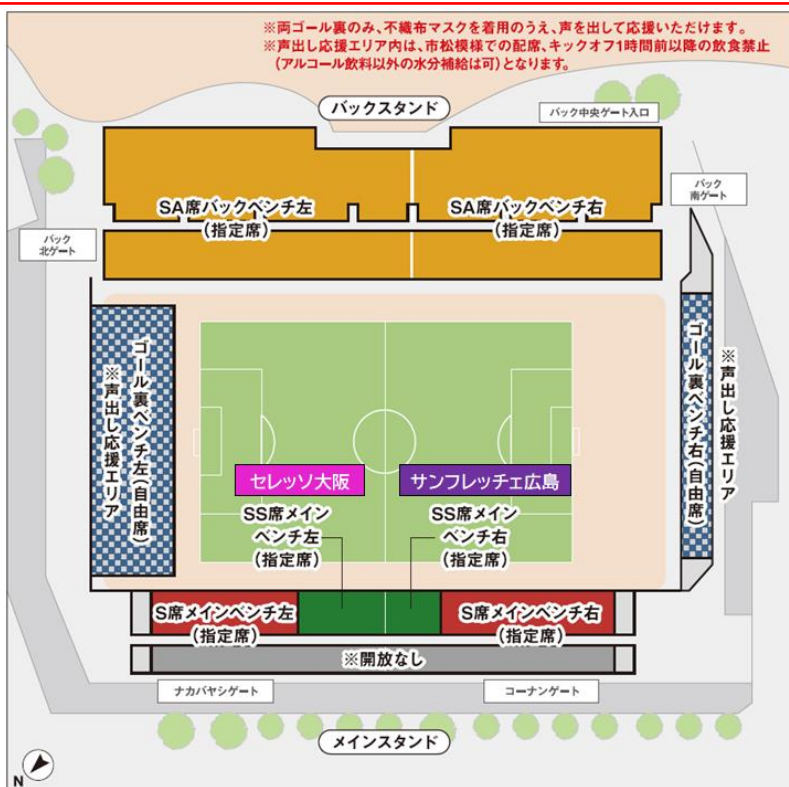 ※両ゴール裏のみ、不織布マスクを着用のうえ、声を出して応援いただけます。
※声出し応援エリア内は、市松模様での配席、キックオフ1時間前以降の飲食禁止
(アルコール飲料以外の水分補給は可)となります。
バックスタンド
バック中央ゲート入口
SA席バックベンチ左
(指定席)
SA席バックベンチ右
(指定席)
バック
南ゲート
バック
北ゲート
ゴール裏ベンチ左(自由席)
※声出し応援エリア
ゴール裏ベンチ右(自由席)
※声出し応援エリア
セレッソ大阪
サンフレッチェ広島
SS席メイン
ベンチ左
(指定席)
SS席メイン
ベンチ右
(指定席)
S席メインベンチ左
(指定席)
S席メインベンチ右
(指定席)
※開放なし
ナカバヤシゲート
コーナンゲート
メインスタンド
N